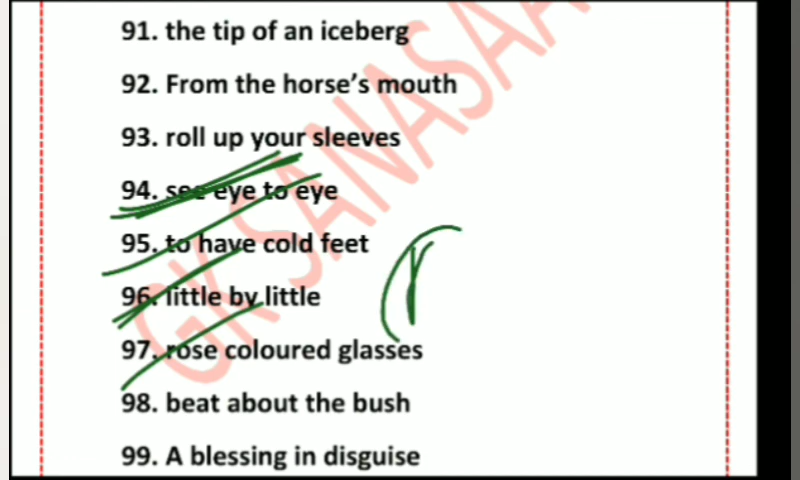 91. the tip of an iceberg
92. From the horse’s mouth
93. roll up your sleeves
94. see eye to eye
95. to have cold feet
96. little by little
97. rose coloured glasses
98. beat about the bush
99. A blessing in disguise
GK SANASAA